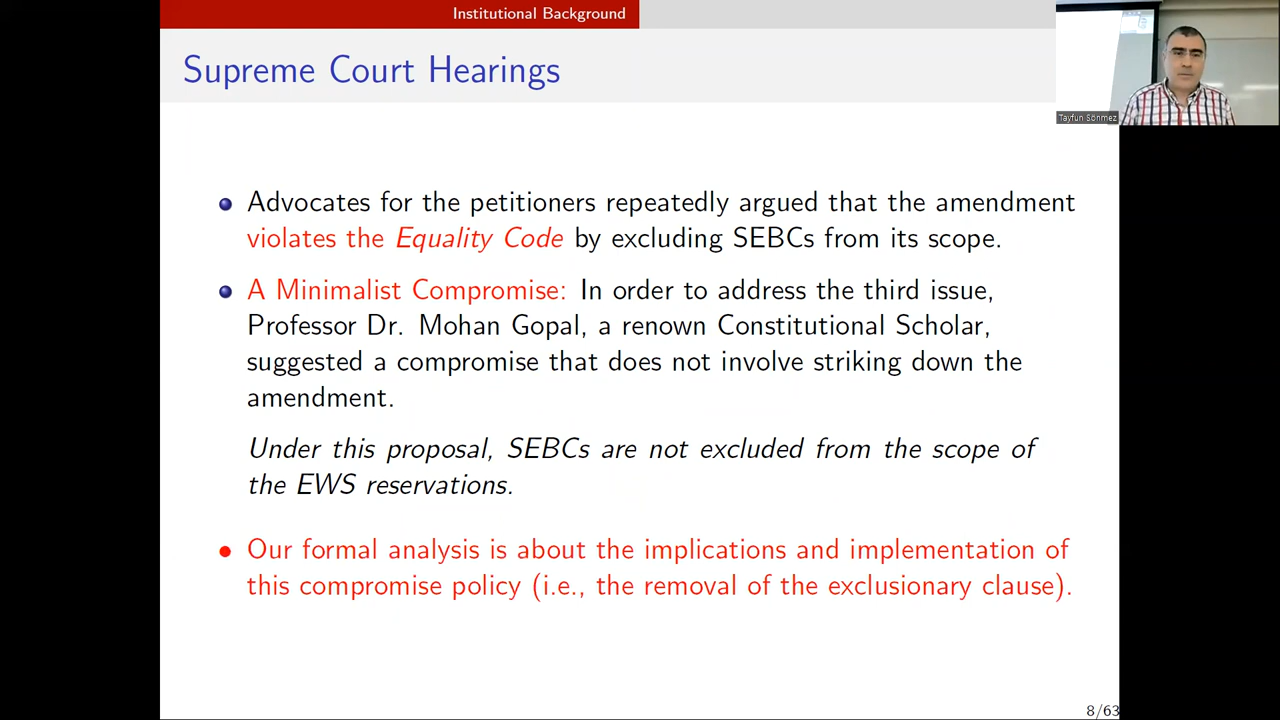 Institutional Background
Supreme Court Hearings
Tayfun Sönmez
Advocates for the petitioners repeatedly argued that the amendment
violates the Equality Code by excluding SEBCs from its scope.
A Minimalist Compromise: In order to address the third issue,
Professor Dr. Mohan Gopal, a renown Constitutional Scholar,
suggested a compromise that does not involve striking down the
amendment.
Under this proposal, SEBCs are not excluded from the scope of
the EWS reservations.
Our formal analysis is about the implications and implementation of
this compromise policy (i.e., the removal of the exclusionary clause).
8/63